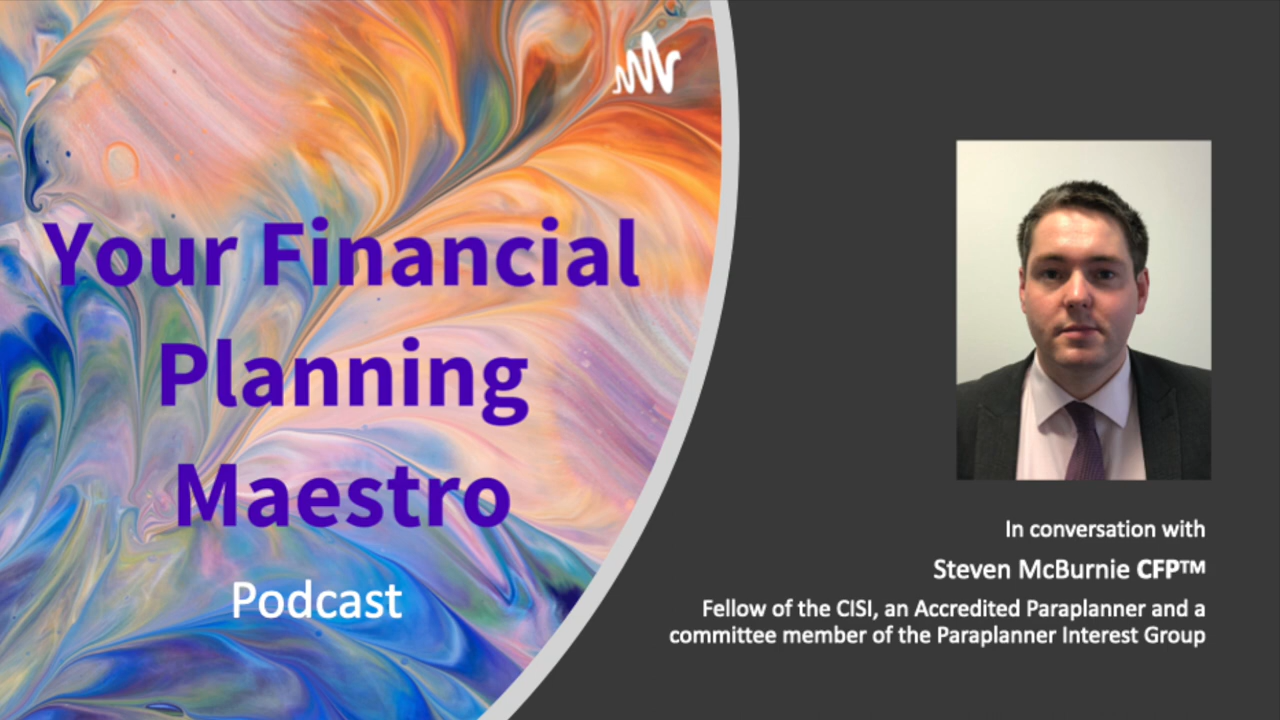 Your Financial
Planning
Maestro
Podcast
In conversation with
Steven McBurnie CFP™
Fellow of the CISI, an Accredited Paraplanner and a
committee member of the Paraplanner Interest Group